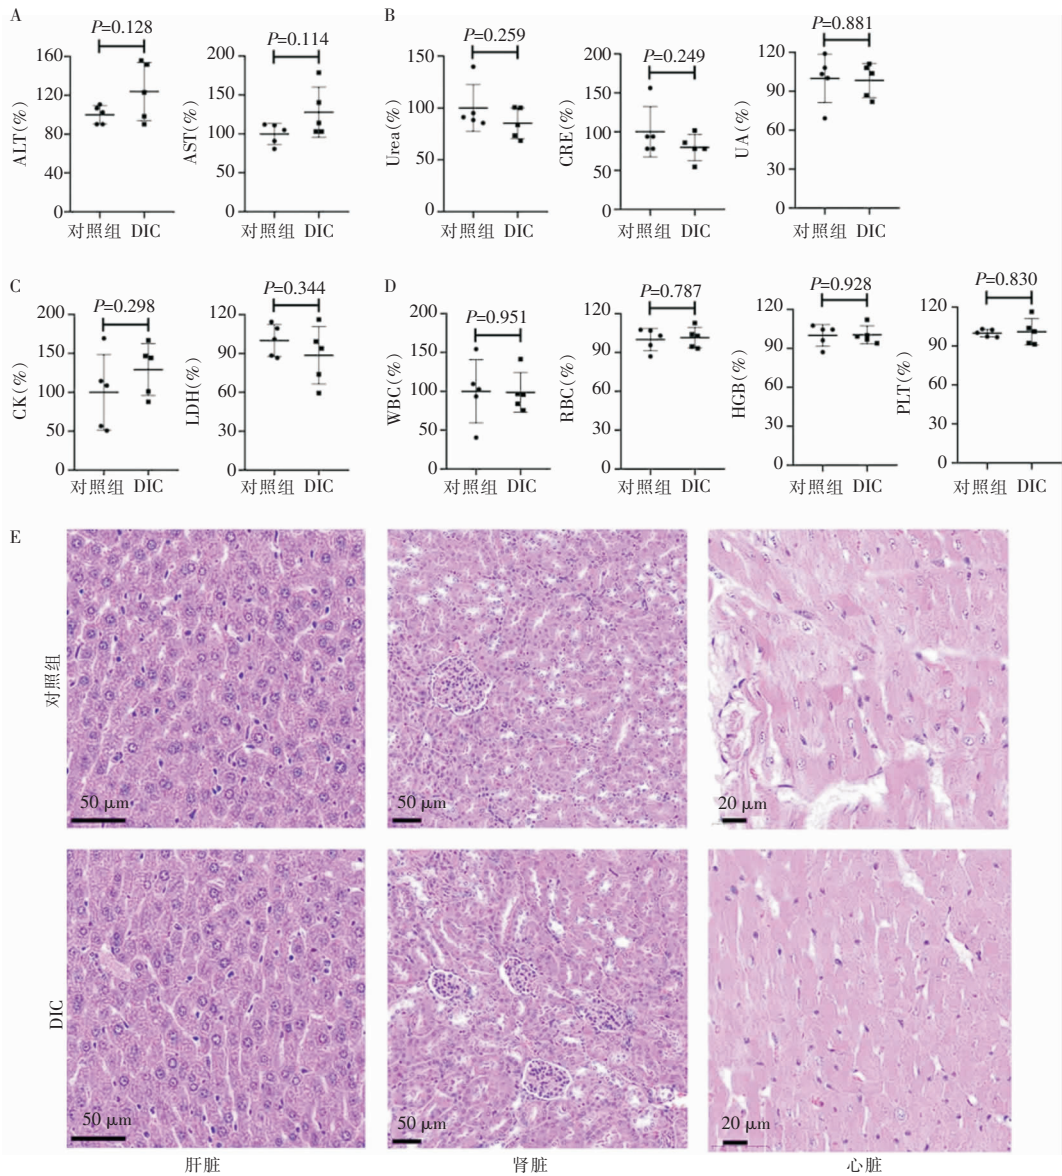 A
P=0.128
ALT(%)
160
120
80
40
0
对照组 DIC
P=0.114
AST(%)
200
150
100
50
0
对照组 DIC
B
P=0.259
Urea(%)
150
100
50
0
对照组 DIC
P=0.249
CRE(%)
200
150
100
50
0
对照组 DIC
P=0.881
UA(%)
120
90
60
30
0
对照组 DIC
C
P=0.298
CK(%)
200
150
100
50
0
对照组 DIC
P=0.344
LDH(%)
120
90
60
30
0
对照组 DIC
D
P=0.951
WBC(%)
200
150
100
50
0
对照组 DIC
P=0.787
RBC(%)
120
90
60
30
0
对照组 DIC
P=0.928
HGB(%)
120
90
60
30
0
对照组 DIC
P=0.830
PLT(%)
120
90
60
30
0
对照组 DIC
E
对照组
50 μm
50 μm
20 μm
DIC
50 μm
50 μm
20 μm
肝脏
肾脏
心脏